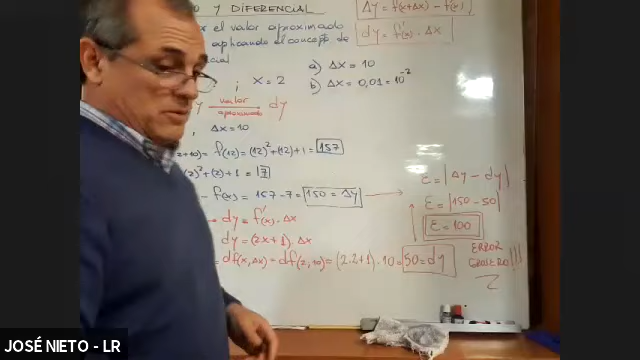 O Y DIFERENCIAL
Δy = f(x+Δx) - f(x)
r el valor aproximado
aplicando el concepto de
cial
dy = f'(x) · Δx
a) Δx = 10
; x = 2
b) Δx = 0,01 = 10⁻²
y valor aproximado dy
, Δx = 10
2+10) = f(12) = (12)² + (12) + 1 = 157
(2)² + (2) + 1 = 7
- f(x) = 157 - 7 = 150 = Δy
ε = |Δy - dy|
ε = |150 - 50|
ε = 100
dy = f'(x) · Δx
dy = (2x+1) · Δx
ERROR
GROSERO!!!
= df(x,Δx) = df(2,10) = (2·2+1) · 10 = 50 = dy
JOSÉ NIETO - LR